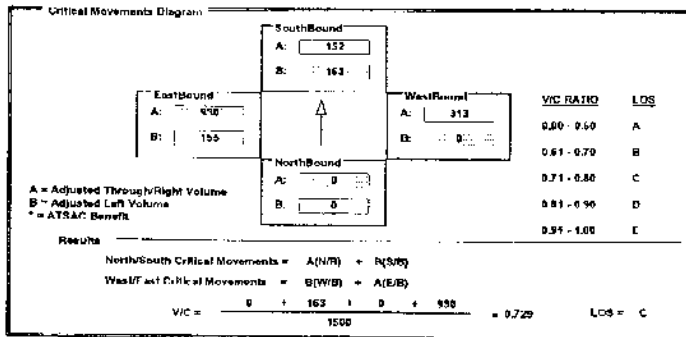 Critical Movements Diagram
SouthBound
A: 152
B: 163
EastBound
A: 930
B: 155
WestBound
A: 313
B: 0
NorthBound
A: 0
B: 0
V/C RATIO LOS
0.00 - 0.60 A
0.61 - 0.70 B
0.71 - 0.80 C
0.81 - 0.90 D
0.91 - 1.00 E
A = Adjusted Through/Right Volume
B = Adjusted Left Volume
* = ATSAC Benefit
Results
North/South Critical Movements = A(N/B) + B(S/B)
West/East Critical Movements = B(W/B) + A(E/B)
V/C = 0 + 163 + 0 + 930 = 0.729 LOS = C
1500